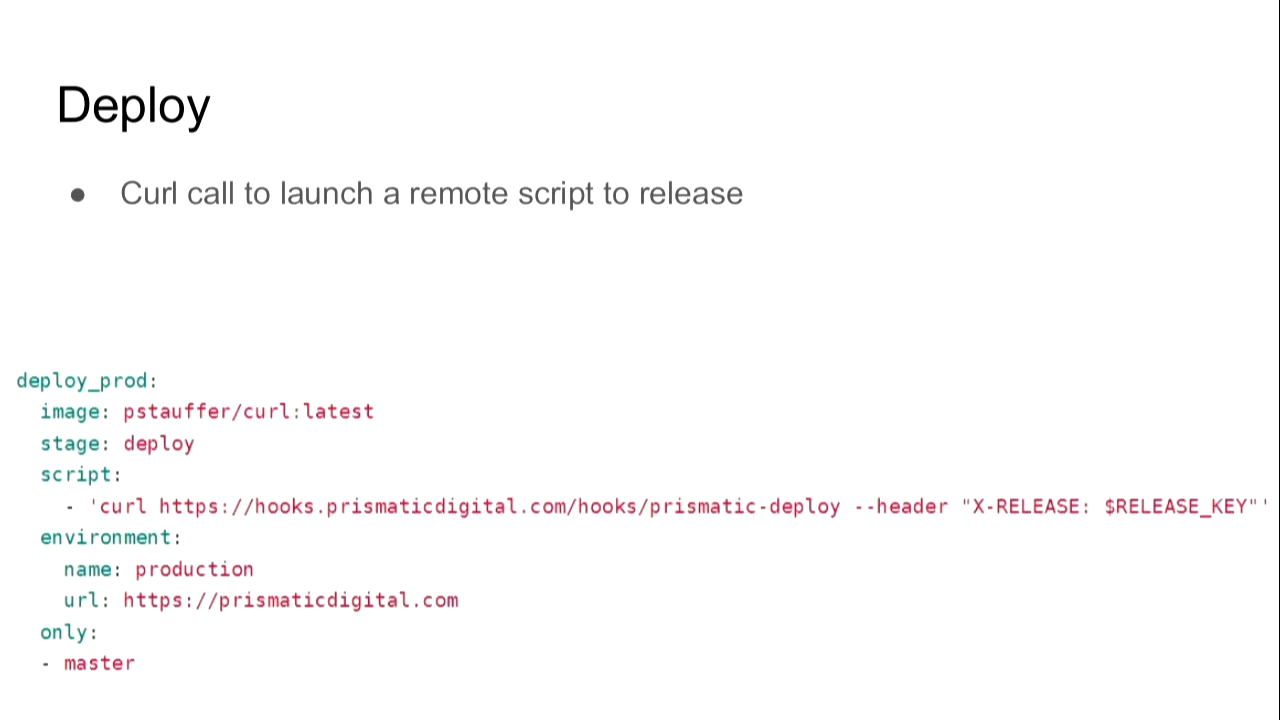 Deploy
● Curl call to launch a remote script to release
deploy_prod:
  image: pstauffer/curl:latest
  stage: deploy
  script:
    - 'curl https://hooks.prismaticdigital.com/hooks/prismatic-deploy --header "X-RELEASE: $RELEASE_KEY"'
  environment:
    name: production
    url: https://prismaticdigital.com
  only:
  - master